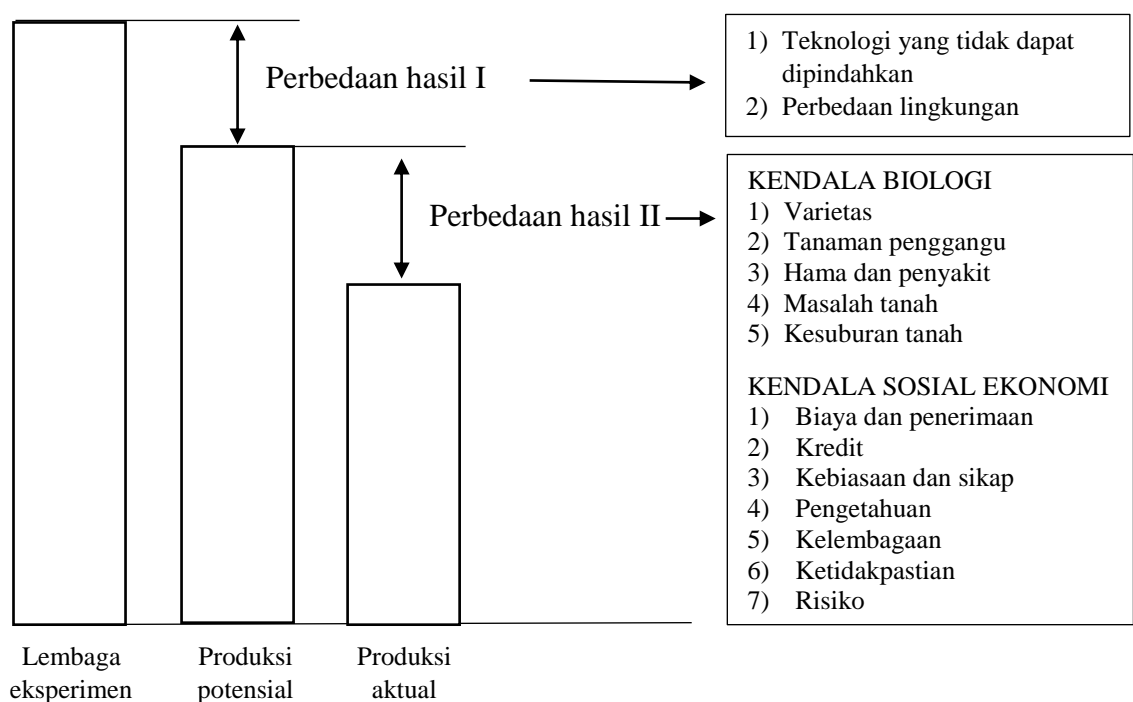 Perbedaan hasil I
1) Teknologi yang tidak dapat
dipindahkan
2) Perbedaan lingkungan
Perbedaan hasil II
KENDALA BIOLOGI
1) Varietas
2) Tanaman penggangu
3) Hama dan penyakit
4) Masalah tanah
5) Kesuburan tanah
KENDALA SOSIAL EKONOMI
1) Biaya dan penerimaan
2) Kredit
3) Kebiasaan dan sikap
4) Pengetahuan
5) Kelembagaan
6) Ketidakpastian
7) Risiko
Lembaga
eksperimen
Produksi
potensial
Produksi
aktual